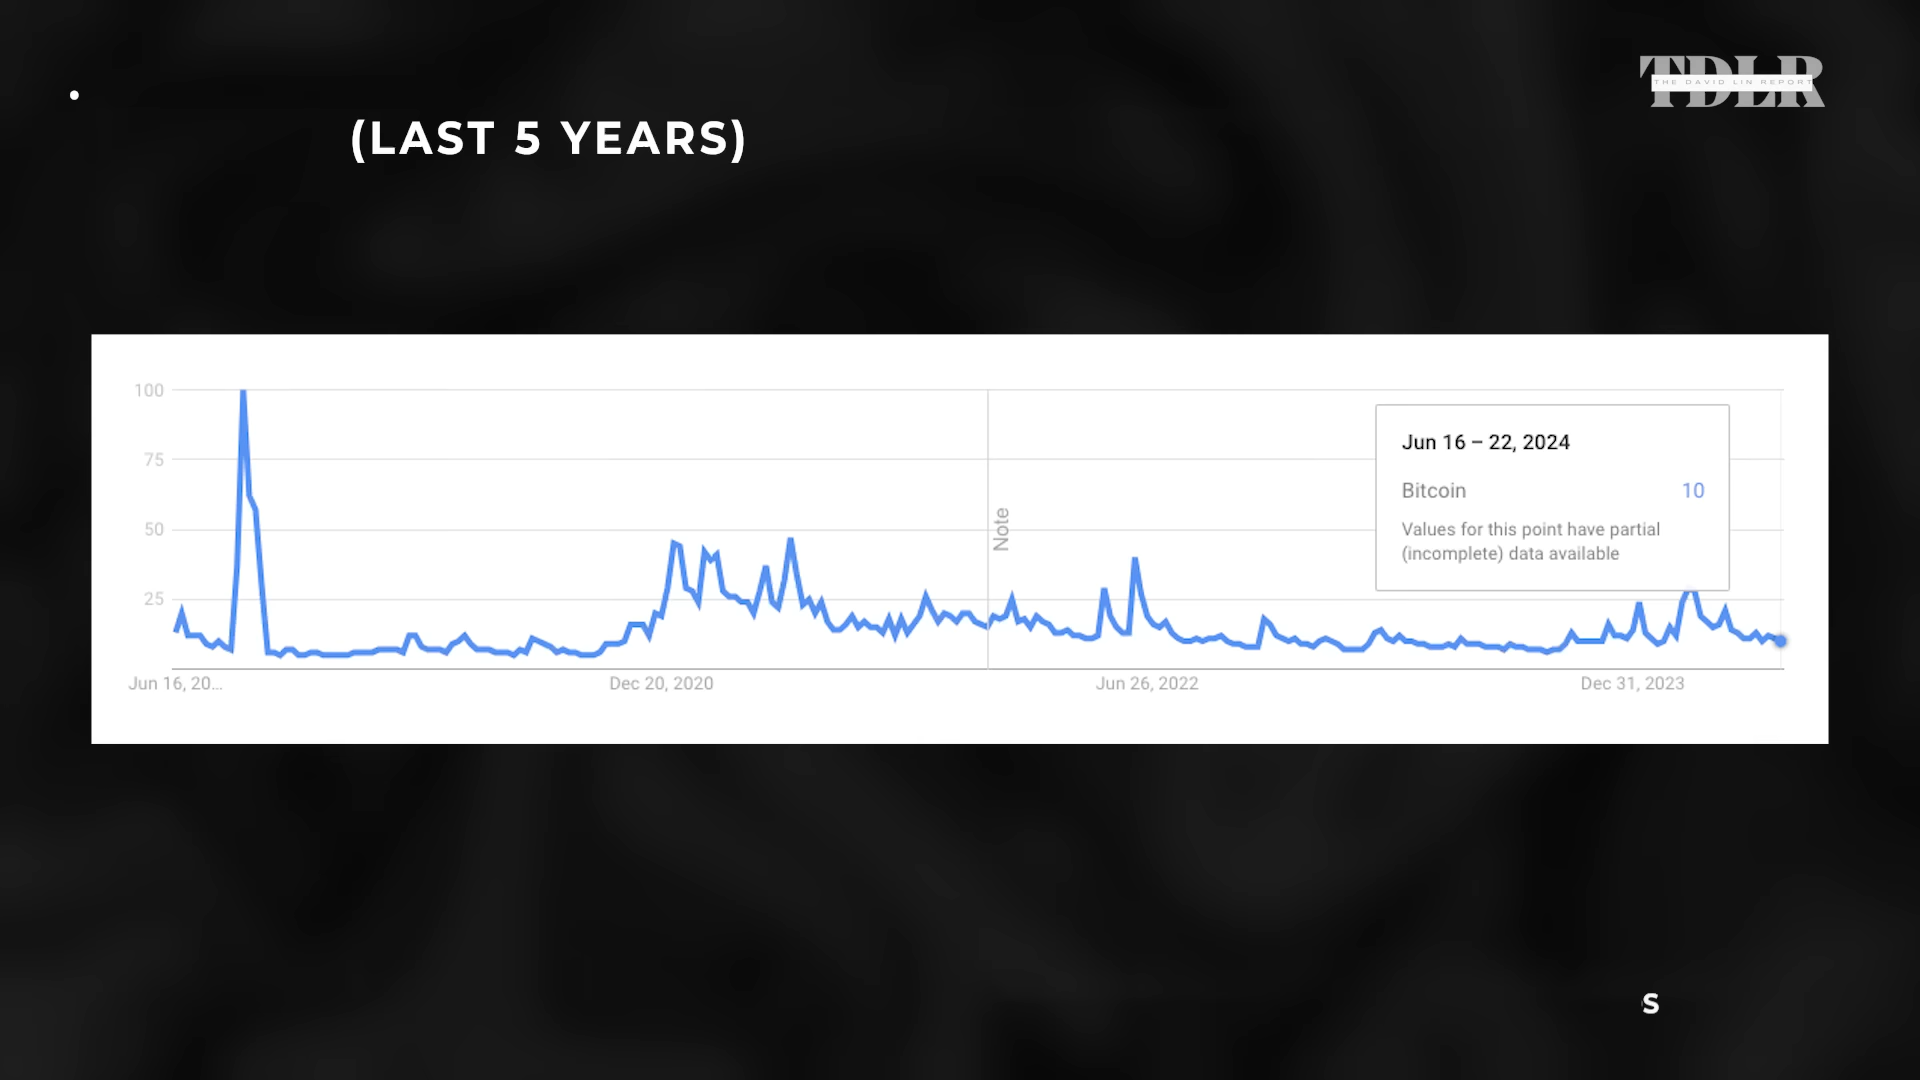 •
(LAST 5 YEARS)
TDLR
THE DAVID LIN REPORT
100
75
50
25
Note
Jun 16 – 22, 2024
Bitcoin 10
Values for this point have partial
(incomplete) data available
Jun 16, 20... Dec 20, 2020 Jun 26, 2022 Dec 31, 2023
S